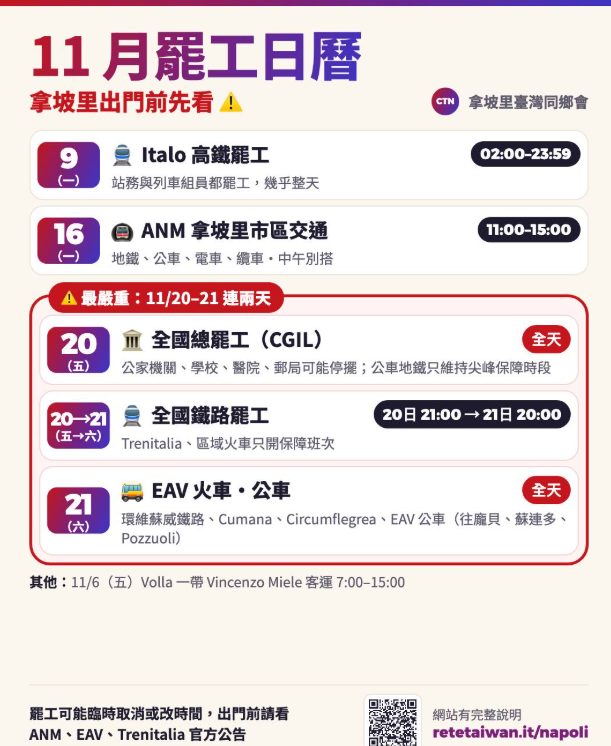 11 月罷工日曆
拿坡里出門前先看 ⚠️
CTN 拿坡里臺灣同鄉會
9
(一)
Italo 高鐵罷工
02:00–23:59
站務與列車組員都罷工，幾乎整天
16
(一)
ANM 拿坡里市區交通
11:00–15:00
地鐵、公車、電車、纜車・中午別搭
⚠️ 最嚴重：11/20–21 連兩天
20
(五)
全國總罷工（CGIL）
全天
公家機關、學校、醫院、郵局可能停擺；公車地鐵只維持尖峰保障時段
20→21
(五→六)
全國鐵路罷工
20日 21:00 → 21日 20:00
Trenitalia、區域火車只開保障班次
21
(六)
EAV 火車・公車
全天
環維蘇威鐵路、Cumana、Circumflegrea、EAV 公車（往龐貝、蘇連多、
Pozzuoli）
其他：11/6（五）Volla 一帶 Vincenzo Miele 客運 7:00–15:00
罷工可能臨時取消或改時間，出門前請看
ANM、EAV、Trenitalia 官方公告
網站有完整說明
retetaiwan.it/napoli